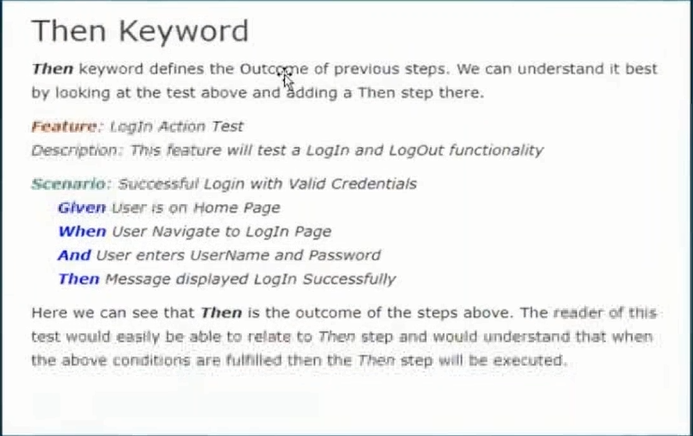 Then Keyword
Then keyword defines the Outcome of previous steps. We can understand it best
by looking at the test above and adding a Then step there.
Feature: LogIn Action Test
Description: This feature will test a LogIn and LogOut functionality
Scenario: Successful Login with Valid Credentials
Given User is on Home Page
When User Navigate to LogIn Page
And User enters UserName and Password
Then Message displayed LogIn Successfully
Here we can see that Then is the outcome of the steps above. The reader of this
test would easily be able to relate to Then step and would understand that when
the above conditions are fulfilled then the Then step will be executed.